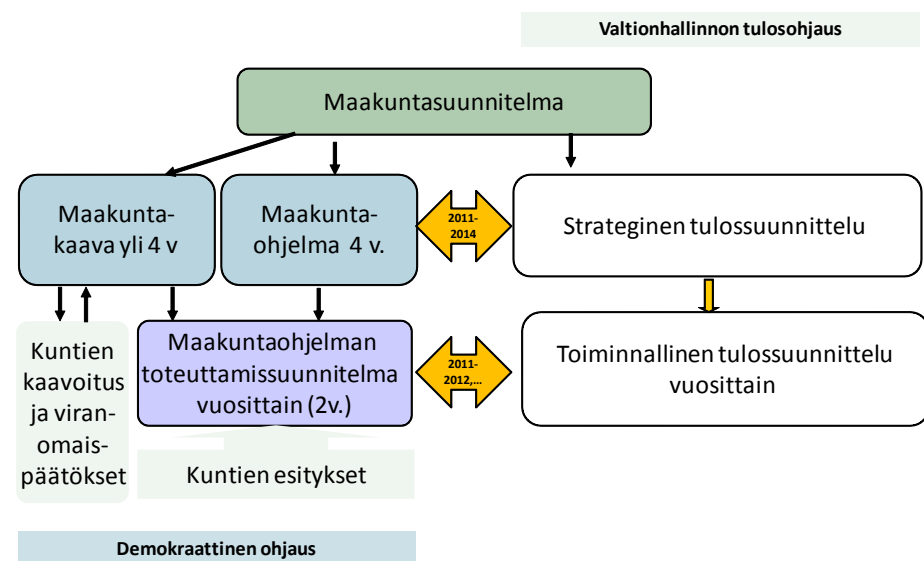 Valtionhallinnon tulosohjaus
Maakuntasuunnitelma
Maakunta-
kaava yli 4 v
Maakunta-
ohjelma 4 v.
2011-
2014
Strateginen tulossuunnittelu
Kuntien
kaavoitus
ja viran-
omais-
päätökset
Maakuntaohjelman
toteuttamissuunnitelma
vuosittain (2v.)
2011-
2012,...
Toiminnallinen tulossuunnittelu
vuosittain
Kuntien esitykset
Demokraattinen ohjaus